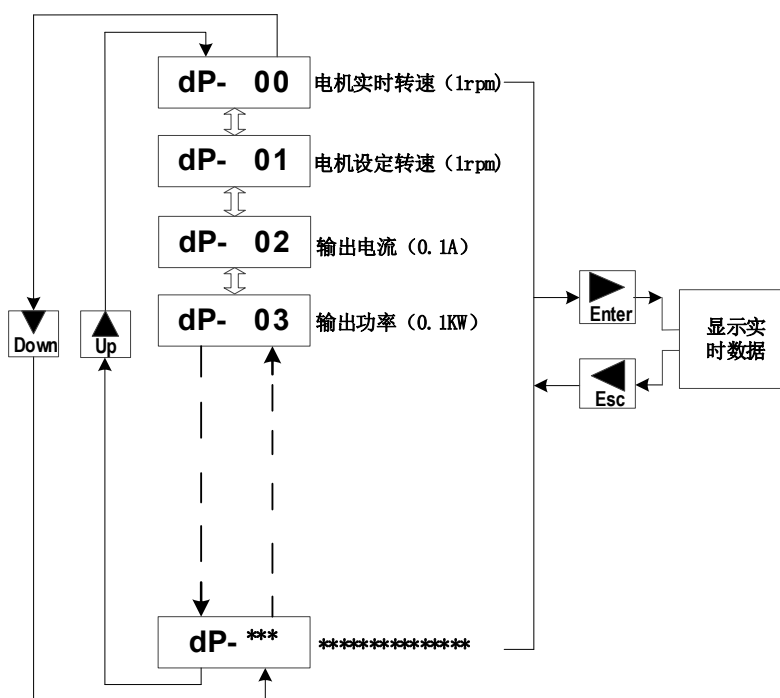 dP- 00 电机实时转速（1rpm）
dP- 01 电机设定转速（1rpm）
dP- 02 输出电流（0.1A）
dP- 03 输出功率（0.1KW）
Down
Up
Enter
Esc
显示实
时数据
dP- *** **************